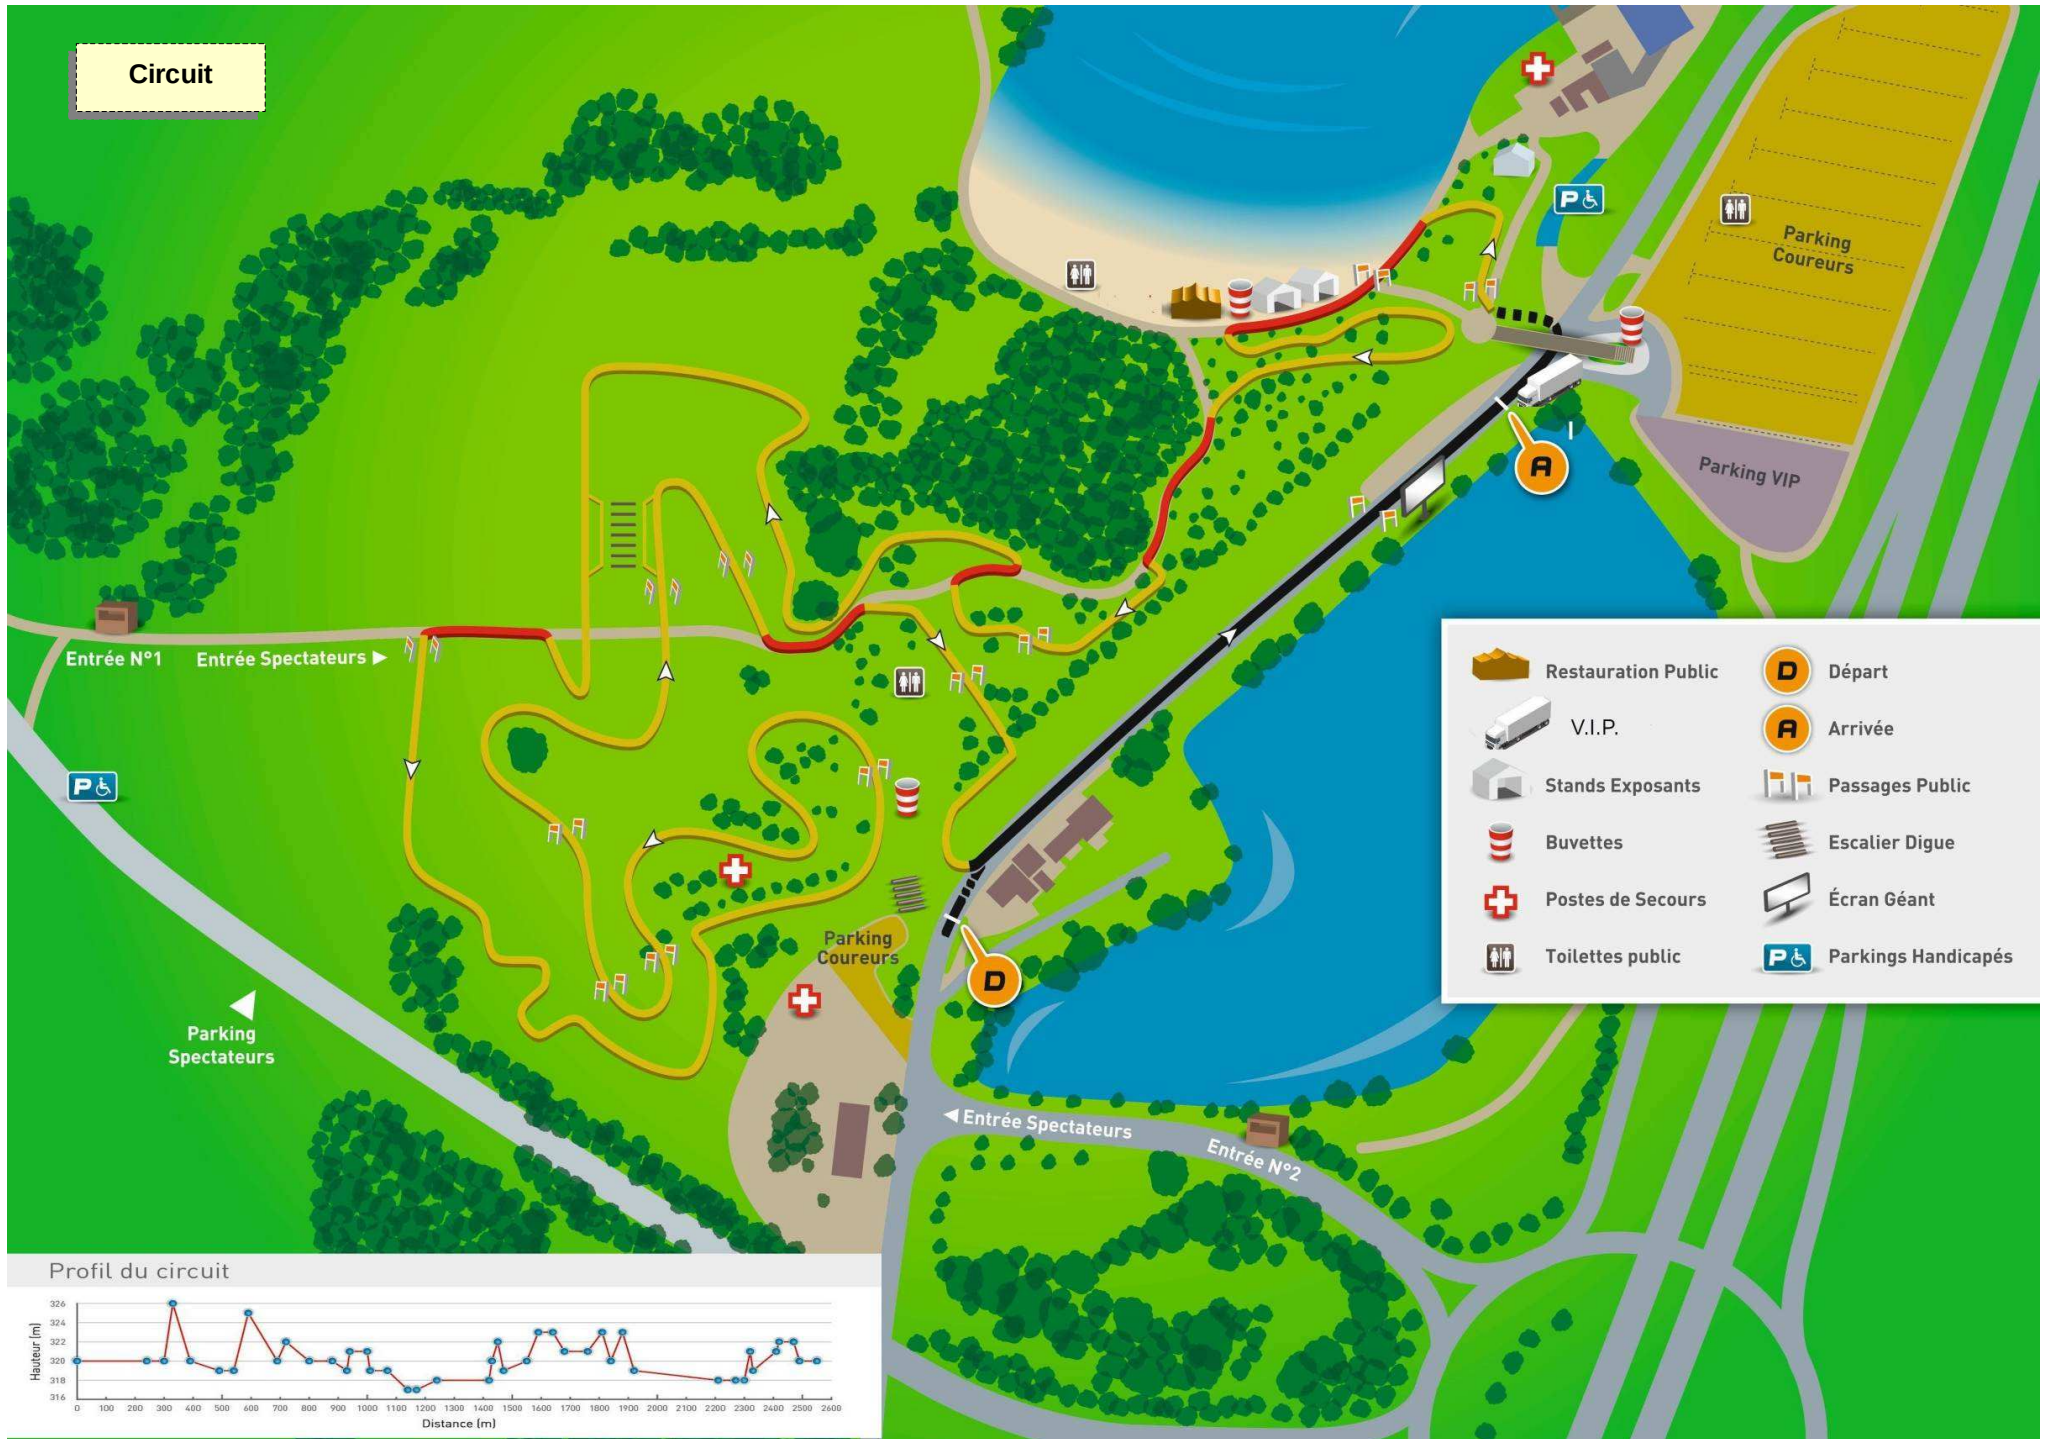 Circuit
Parking
Coureurs
Parking VIP
A
Entrée N°1
Entrée Spectateurs
P
P
Restauration Public
D
Départ
V.I.P.
A
Arrivée
Stands Exposants
Passages Public
Buvettes
Escalier Digue
Postes de Secours
Écran Géant
Toilettes public
P
Parkings Handicapés
Parking
Coureurs
D
Parking
Spectateurs
Entrée Spectateurs
Entrée N°2
Profil du circuit
Hauteur (m)
326
324
322
320
318
316
0 100 200 300 400 500 600 700 800 900 1000 1100 1200 1300 1400 1500 1600 1700 1800 1900 2000 2100 2200 2300 2400 2500 2600
Distance (m)